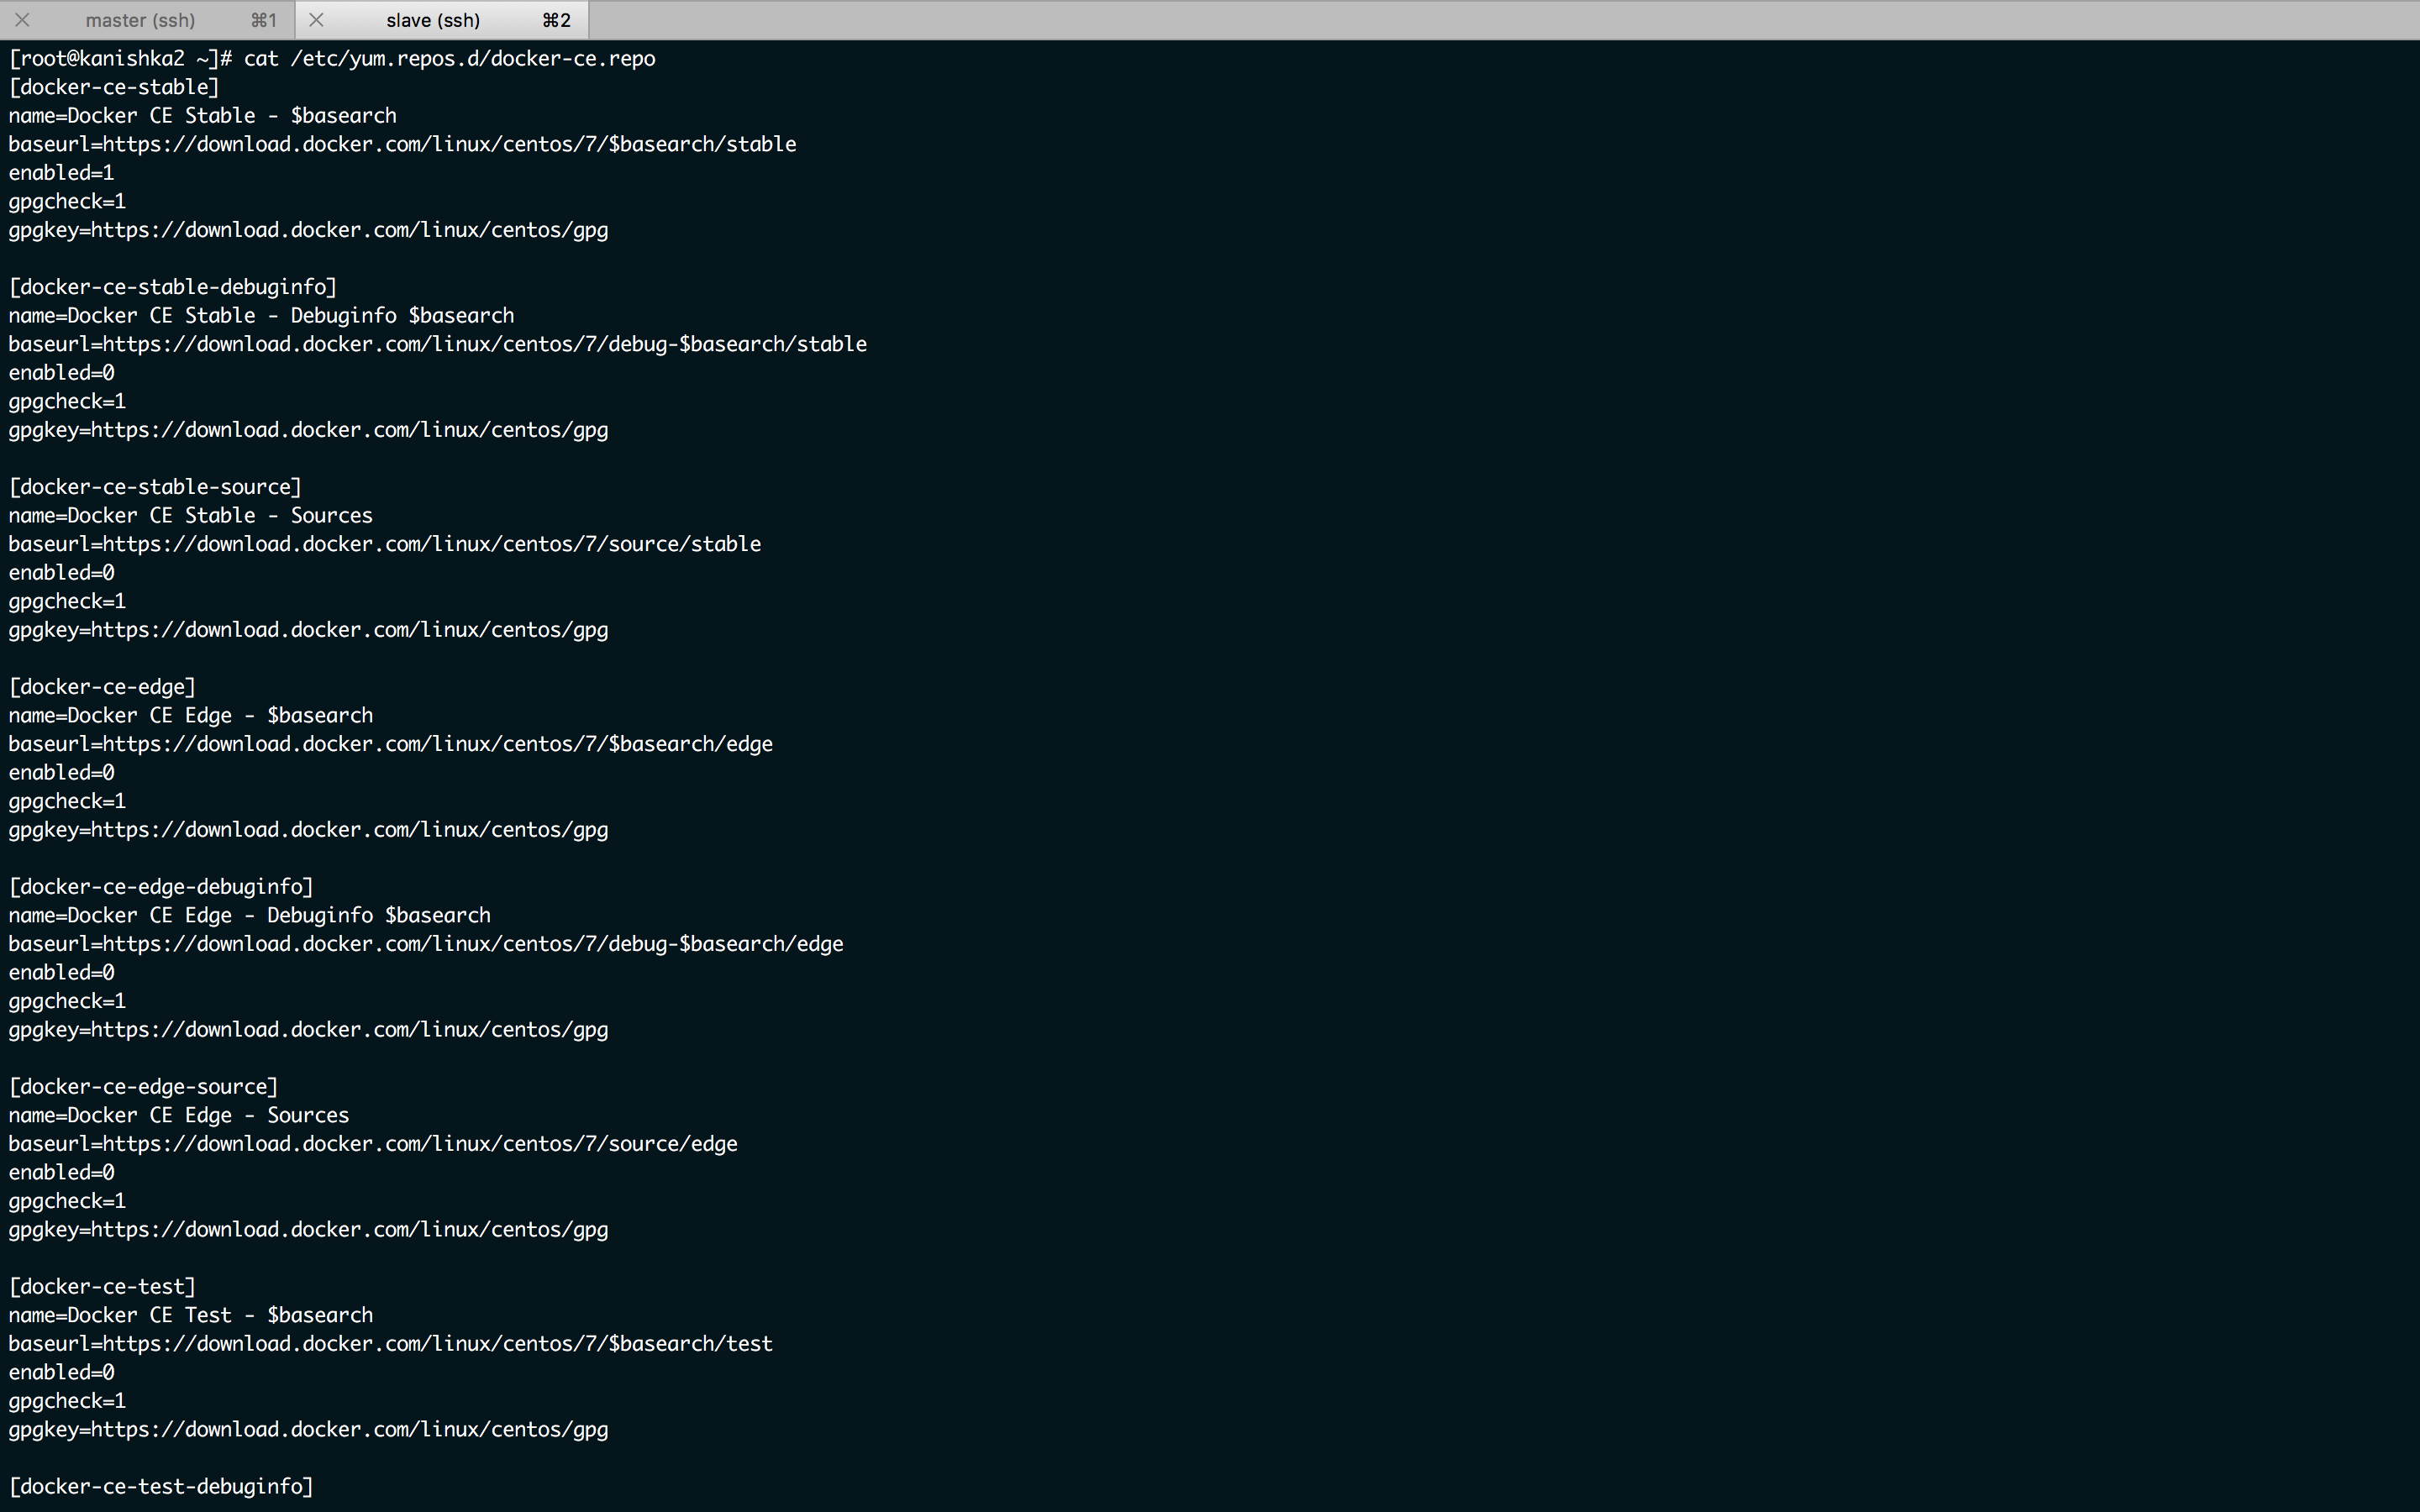 master (ssh) ⌘1 slave (ssh) ⌘2
[root@kanishka2 ~]# cat /etc/yum.repos.d/docker-ce.repo
[docker-ce-stable]
name=Docker CE Stable - $basearch
baseurl=https://download.docker.com/linux/centos/7/$basearch/stable
enabled=1
gpgcheck=1
gpgkey=https://download.docker.com/linux/centos/gpg

[docker-ce-stable-debuginfo]
name=Docker CE Stable - Debuginfo $basearch
baseurl=https://download.docker.com/linux/centos/7/debug-$basearch/stable
enabled=0
gpgcheck=1
gpgkey=https://download.docker.com/linux/centos/gpg

[docker-ce-stable-source]
name=Docker CE Stable - Sources
baseurl=https://download.docker.com/linux/centos/7/source/stable
enabled=0
gpgcheck=1
gpgkey=https://download.docker.com/linux/centos/gpg

[docker-ce-edge]
name=Docker CE Edge - $basearch
baseurl=https://download.docker.com/linux/centos/7/$basearch/edge
enabled=0
gpgcheck=1
gpgkey=https://download.docker.com/linux/centos/gpg

[docker-ce-edge-debuginfo]
name=Docker CE Edge - Debuginfo $basearch
baseurl=https://download.docker.com/linux/centos/7/debug-$basearch/edge
enabled=0
gpgcheck=1
gpgkey=https://download.docker.com/linux/centos/gpg

[docker-ce-edge-source]
name=Docker CE Edge - Sources
baseurl=https://download.docker.com/linux/centos/7/source/edge
enabled=0
gpgcheck=1
gpgkey=https://download.docker.com/linux/centos/gpg

[docker-ce-test]
name=Docker CE Test - $basearch
baseurl=https://download.docker.com/linux/centos/7/$basearch/test
enabled=0
gpgcheck=1
gpgkey=https://download.docker.com/linux/centos/gpg

[docker-ce-test-debuginfo]